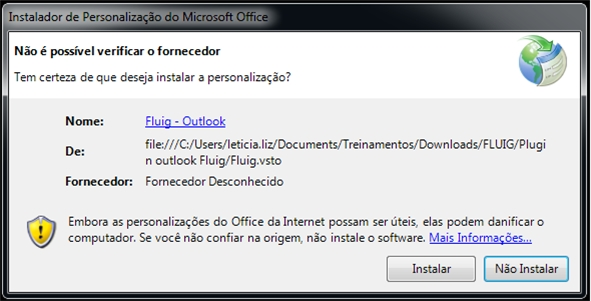 Instalador de Personalização do Microsoft Office
Não é possível verificar o fornecedor
Tem certeza de que deseja instalar a personalização?
Nome: Fluig - Outlook
De: file:///C:/Users/leticia.liz/Documents/Treinamentos/Downloads/FLUIG/Plugi
n outlook Fluig/Fluig.vsto
Fornecedor: Fornecedor Desconhecido
Embora as personalizações do Office da Internet possam ser úteis, elas podem danificar o
computador. Se você não confiar na origem, não instale o software. Mais Informações...
Instalar Não Instalar